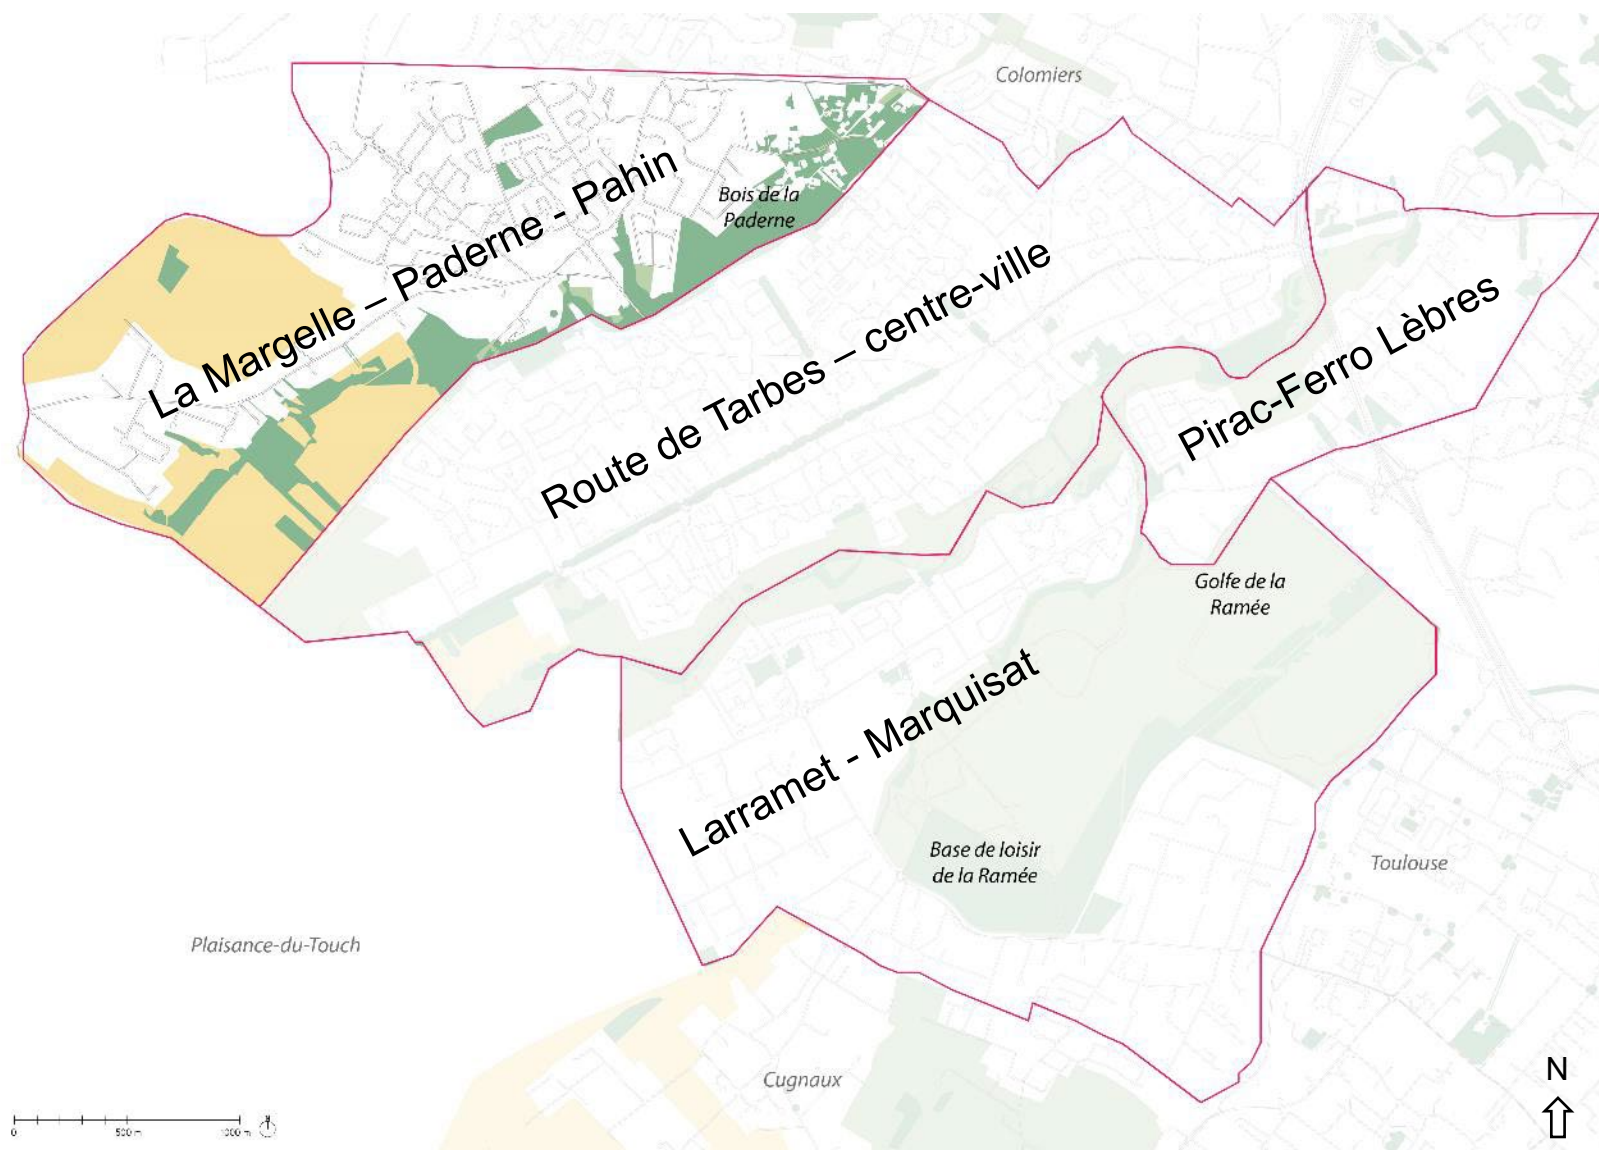 Colomiers
La Margelle – Paderne - Pahin
Bois de la
Paderne
Route de Tarbes – centre-ville
Pirac-Ferro Lèbres
Golfe de la
Ramée
Larramet - Marquisat
Base de loisir
de la Ramée
Toulouse
Plaisance-du-Touch
Cugnaux
N
0 500 m 1000 m